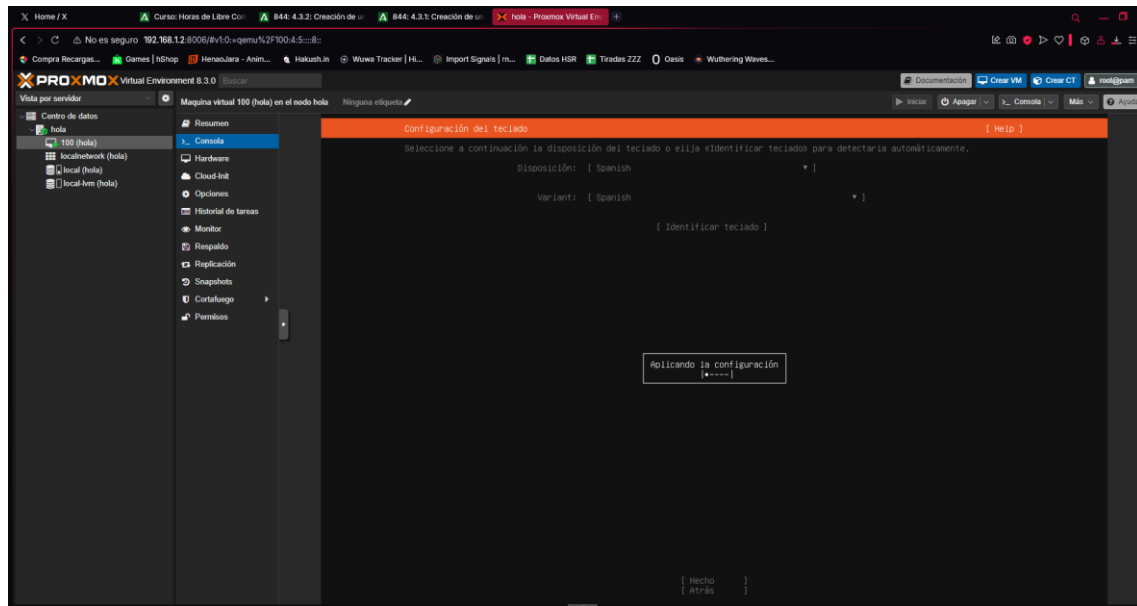 Home / X
Curso: Horas de Libre Con
844: 4.3.2: Creación de u
844: 4.3.1: Creación de un
hola - Proxmox Virtual Env
No es seguro 192.168.1.2:8006/#v1:0:=qemu%2F100:4:5::::8::
Compra Recargas... Games | hShop HenaoJara - Anim... Hakush.in Wuwa Tracker | Hi... Import Signals | rn... Datos HSR Tiradas ZZZ Oasis Wuthering Waves...
PROXMOX Virtual Environment 8.3.0 Buscar Documentación Crear VM Crear CT root@pam
Vista por servidor
Maquina virtual 100 (hola) en el nodo hola Ninguna etiqueta Iniciar Apagar Consola Más Ayuda
Centro de datos
hola
100 (hola)
localnetwork (hola)
local (hola)
local-lvm (hola)
Resumen
Consola
Hardware
Cloud-Init
Opciones
Historial de tareas
Monitor
Respaldo
Replicación
Snapshots
Cortafuego
Permisos
Configuración del teclado [ Help ]
Seleccione a continuación la disposición del teclado o elija «Identificar teclado» para detectarla automáticamente.
Disposición: [ Spanish ▾ ]
Variant: [ Spanish ▾ ]
[ Identificar teclado ]
Aplicando la configuración
|•----|
[ Hecho ]
[ Atrás ]